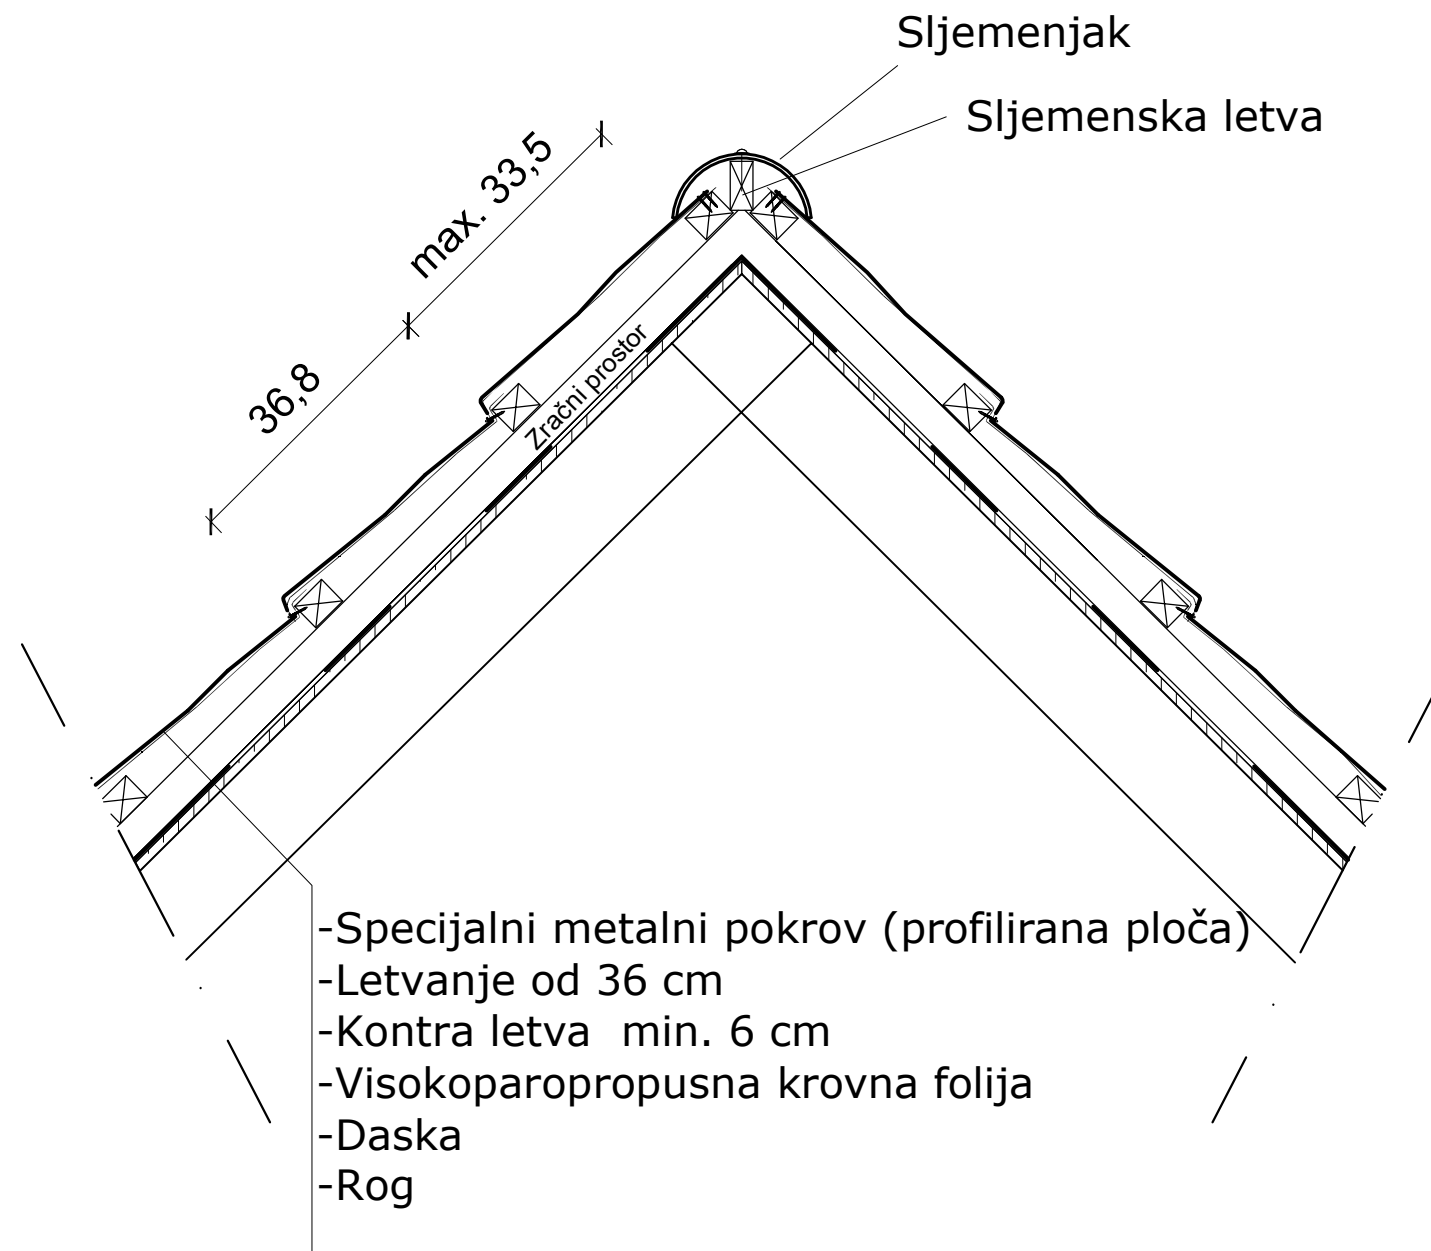 Sljemenjak
Sljemenska letva
max. 33,5
36,8
Zračni prostor
-Specijalni metalni pokrov (profilirana ploča)
-Letvanje od 36 cm
-Kontra letva  min. 6 cm
-Visokoparopropusna krovna folija
-Daska
-Rog